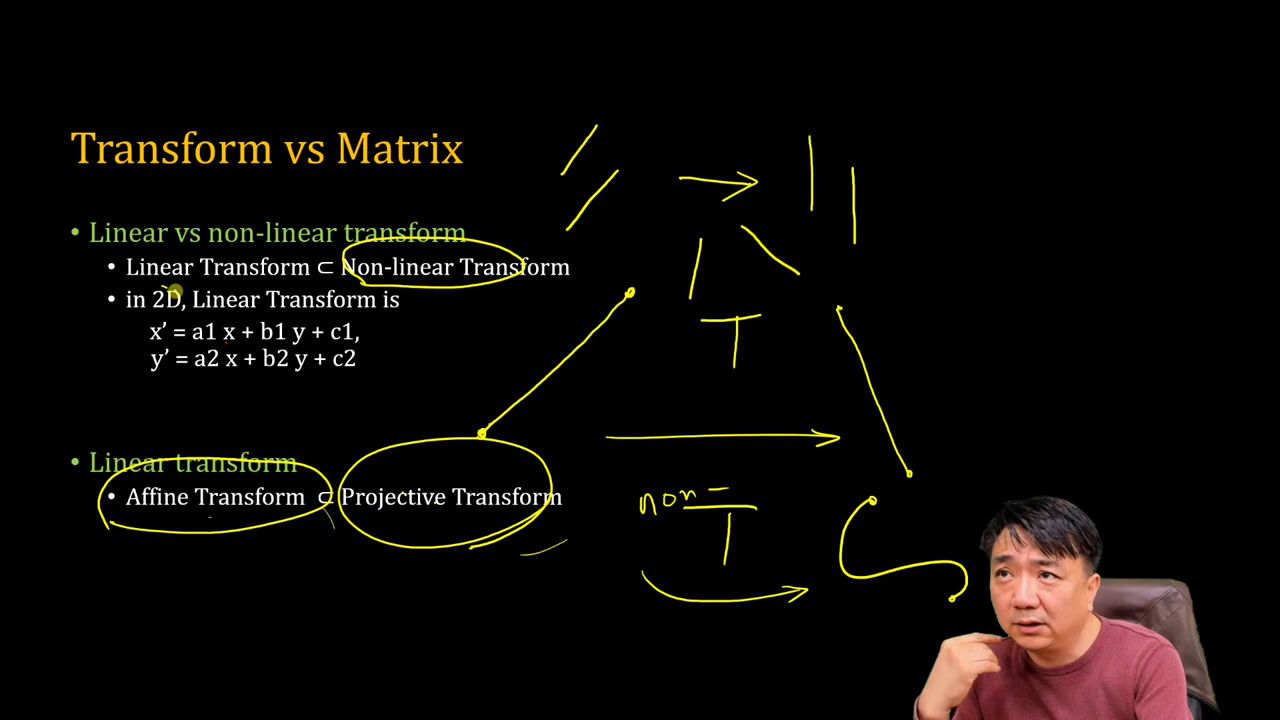 Transform vs Matrix
• Linear vs non-linear transform
• Linear Transform ⊂ Non-linear Transform
• in 2D, Linear Transform is
x’ = a1 x + b1 y + c1,
y’ = a2 x + b2 y + c2
T
• Linear transform
• Affine Transform ⊂ Projective Transform
non-
T